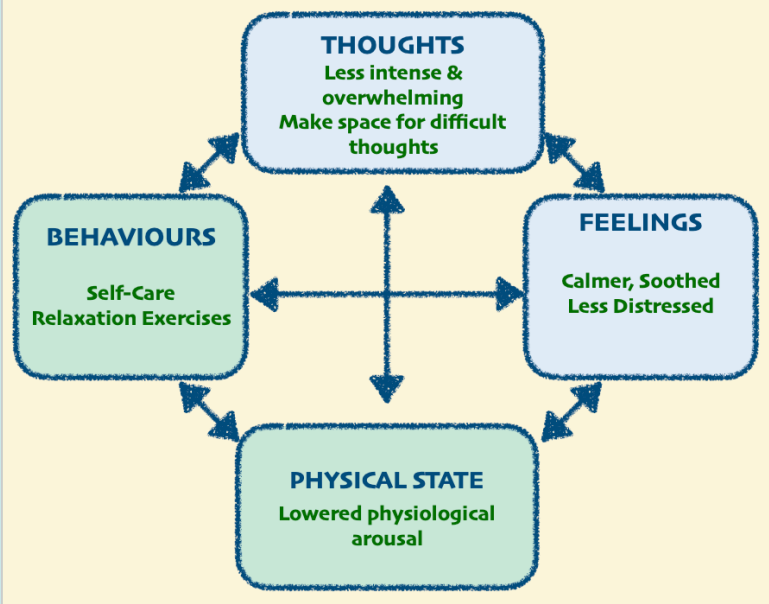 THOUGHTS
Less intense &
overwhelming
Make space for difficult
thoughts
BEHAVIOURS
Self-Care
Relaxation Exercises
FEELINGS
Calmer, Soothed
Less Distressed
PHYSICAL STATE
Lowered physiological
arousal